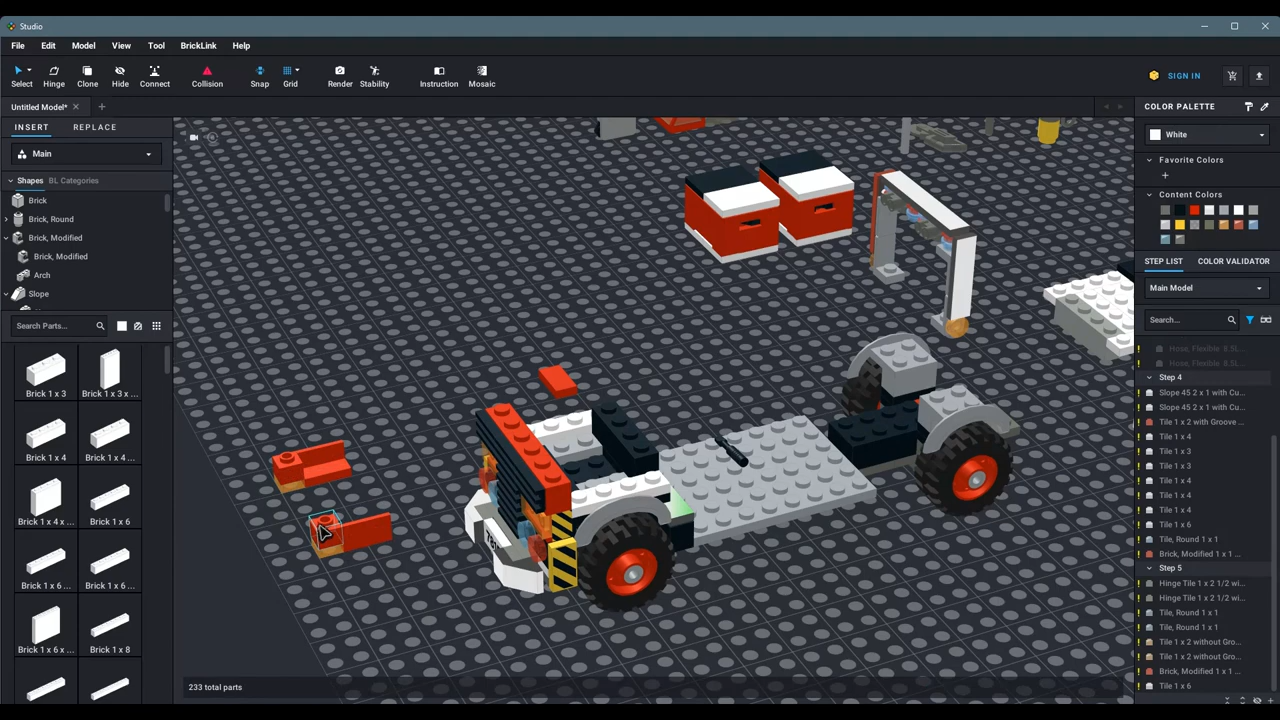 Studio
File Edit Model View Tool BrickLink Help
Select Hinge Clone Hide Connect Collision Snap Grid Render Stability Instruction Mosaic
SIGN IN
Untitled Model*
INSERT REPLACE
Main
Shapes BL Categories
Brick
Brick, Round
Brick, Modified
Brick, Modified
Arch
Slope
Search Parts...
Brick 1 x 3 Brick 1 x 3 x ...
Brick 1 x 4 Brick 1 x 4 ...
Brick 1 x 4 x ... Brick 1 x 6
Brick 1 x 6 ... Brick 1 x 6 ...
Brick 1 x 6 x ... Brick 1 x 8
233 total parts
COLOR PALETTE
White
Favorite Colors
Content Colors
STEP LIST COLOR VALIDATOR
Main Model
Search...
Hose, Flexible 8.5L...
Hose, Flexible 8.5L...
Step 4
Slope 45 2 x 1 with Cu...
Slope 45 2 x 1 with Cu...
Tile 1 x 2 with Groove ...
Tile 1 x 4
Tile 1 x 3
Tile 1 x 3
Tile 1 x 4
Tile 1 x 4
Tile 1 x 4
Tile 1 x 6
Tile, Round 1 x 1
Brick, Modified 1 x 1 ...
Step 5
Hinge Tile 1 x 2 1/2 wi...
Hinge Tile 1 x 2 1/2 wi...
Tile, Round 1 x 1
Tile, Round 1 x 1
Tile 1 x 2 without Gro...
Tile 1 x 2 without Gro...
Brick, Modified 1 x 1 ...
Tile 1 x 6